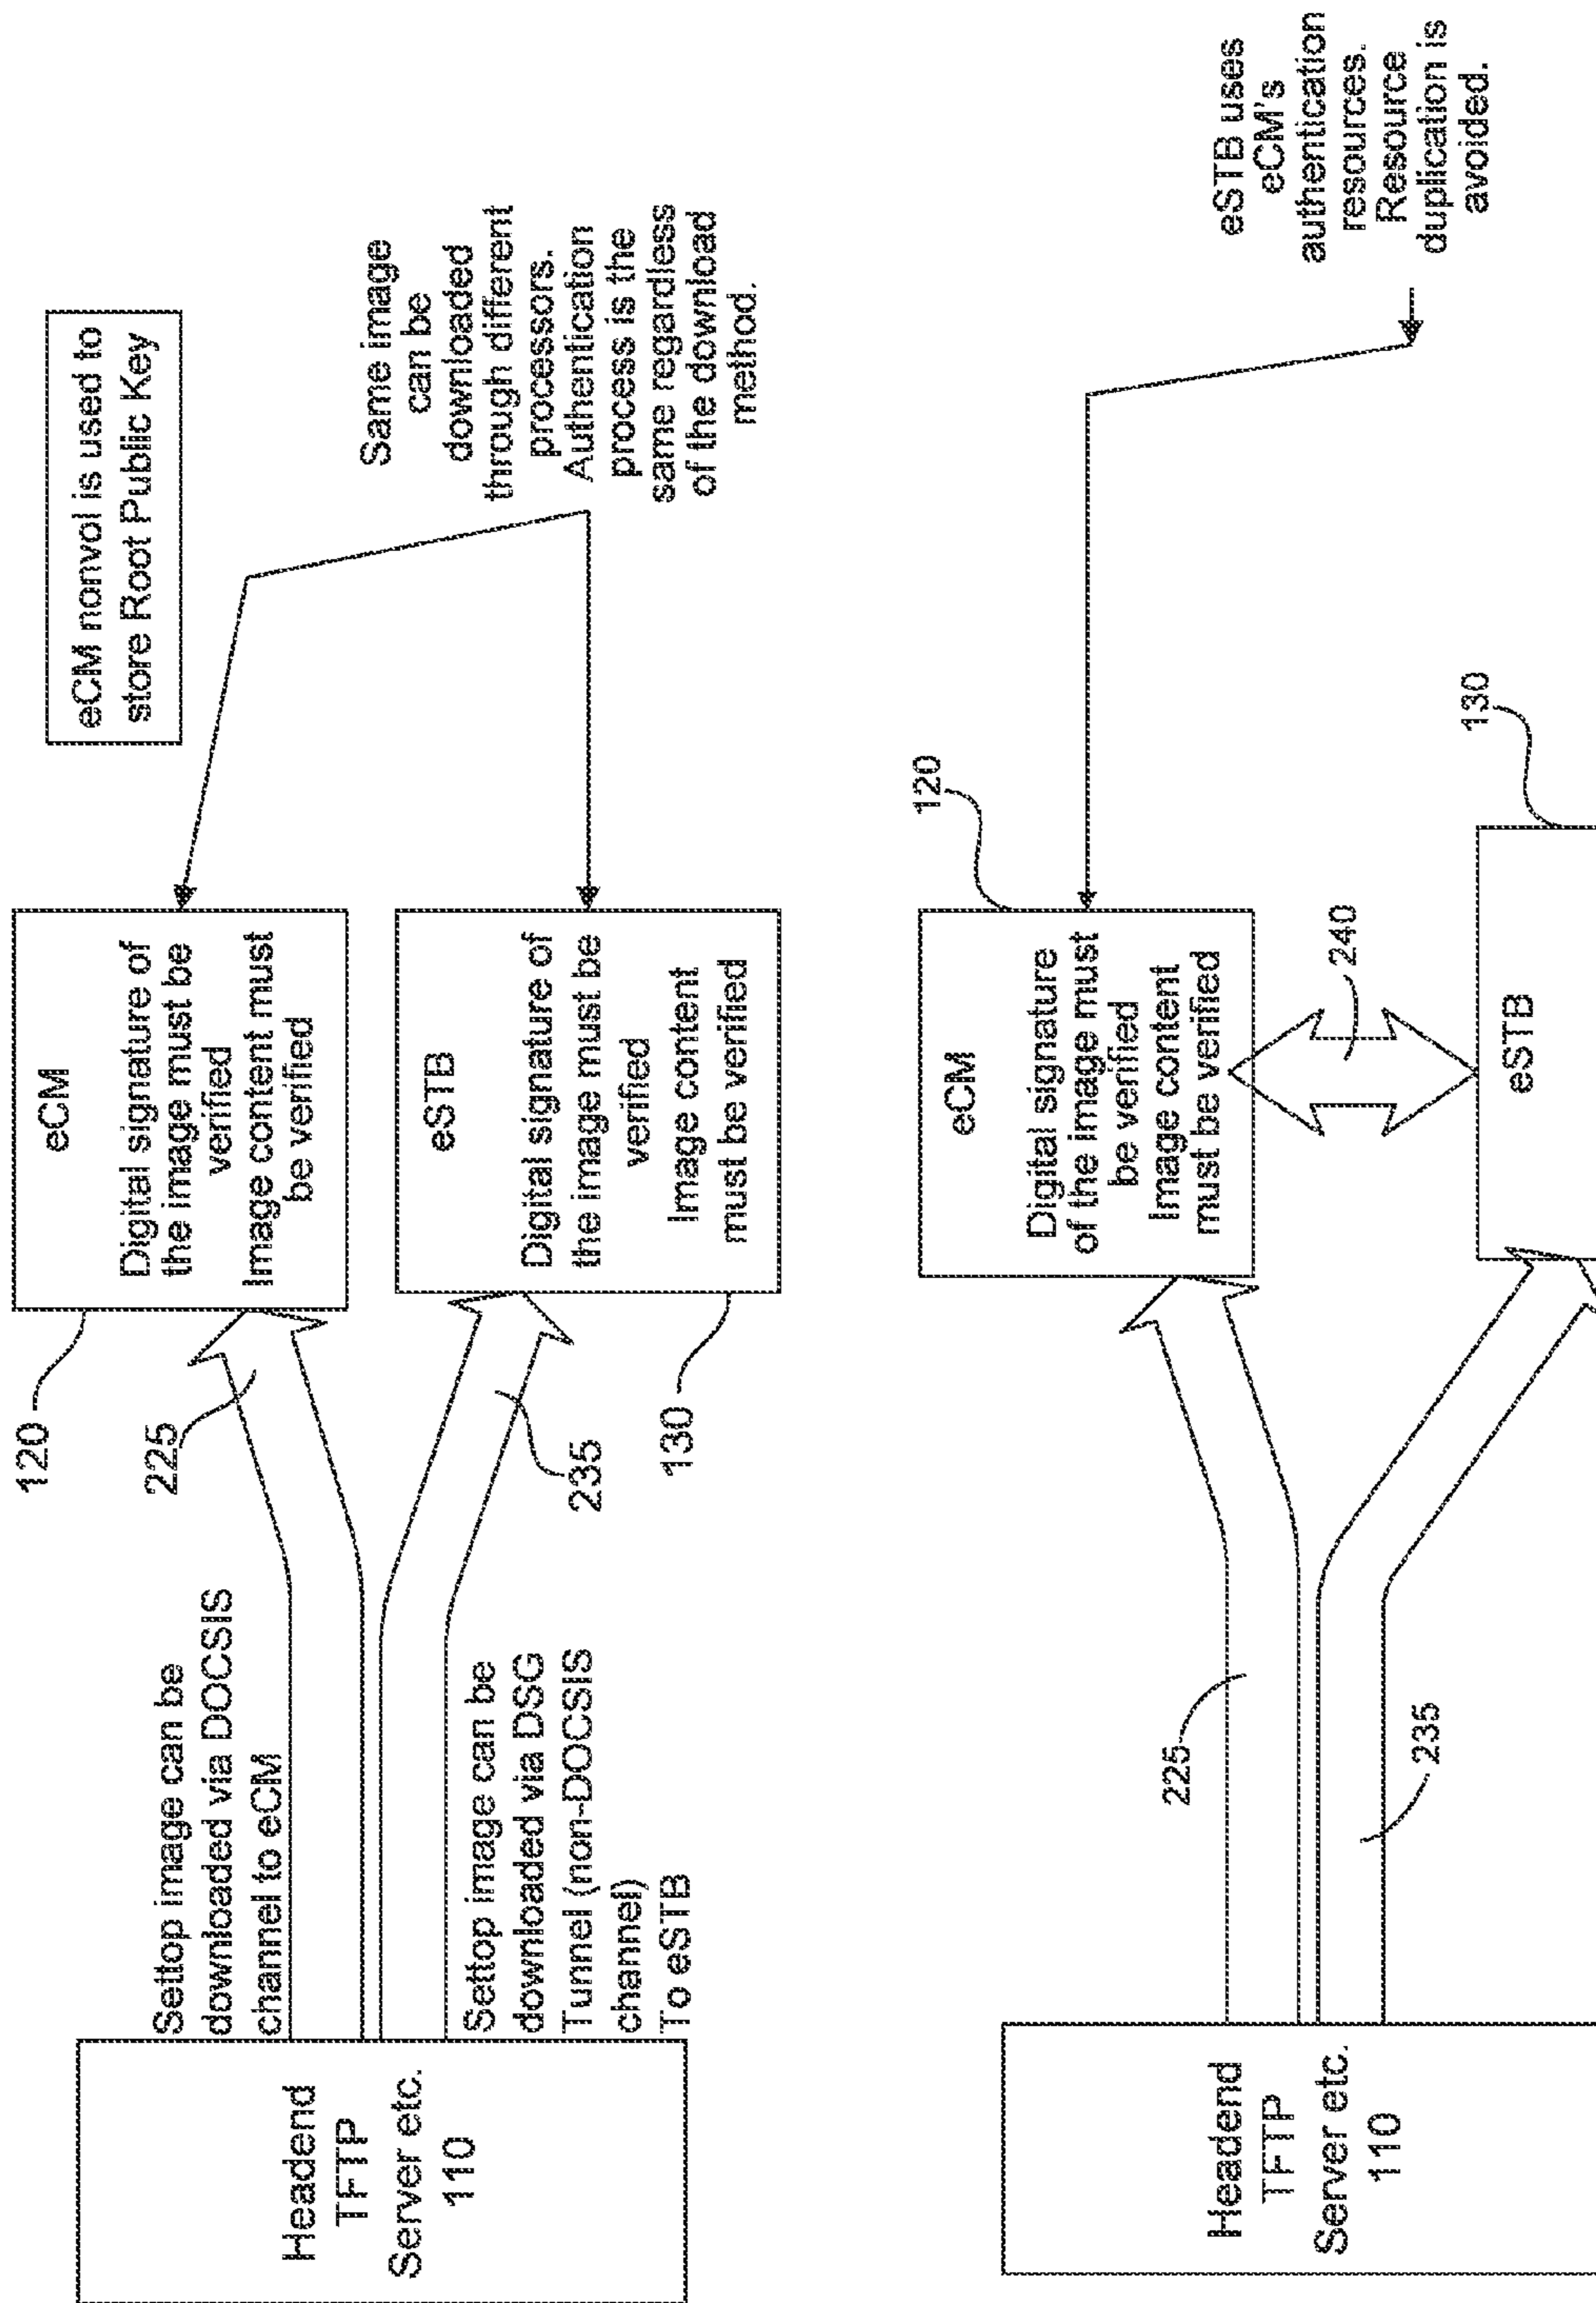 eCM nonvol is used to
store Root Public Key
Same image
can be
downloaded
through different
processors.
Authentication
process is the
same regardless
of the download
method.
120
eCM
Digital signature of
the image must be
verified
Image content must
be verified
225
Settop image can be
downloaded via DOCSIS
channel to eCM
eSTB
Digital signature of
the image must be
verified
Image content
must be verified
235
130
Settop image can be
downloaded via DSG
Tunnel (non-DOCSIS
channel)
To eSTB
Headend
TFTP
Server etc.
110
eSTB uses
eCM's
authentication
resources.
Resource
duplication is
avoided.
120
eCM
Digital signature
of the image must
be verified
Image content
must be verified
240
130
eSTB
225
235
Headend
TFTP
Server etc.
110